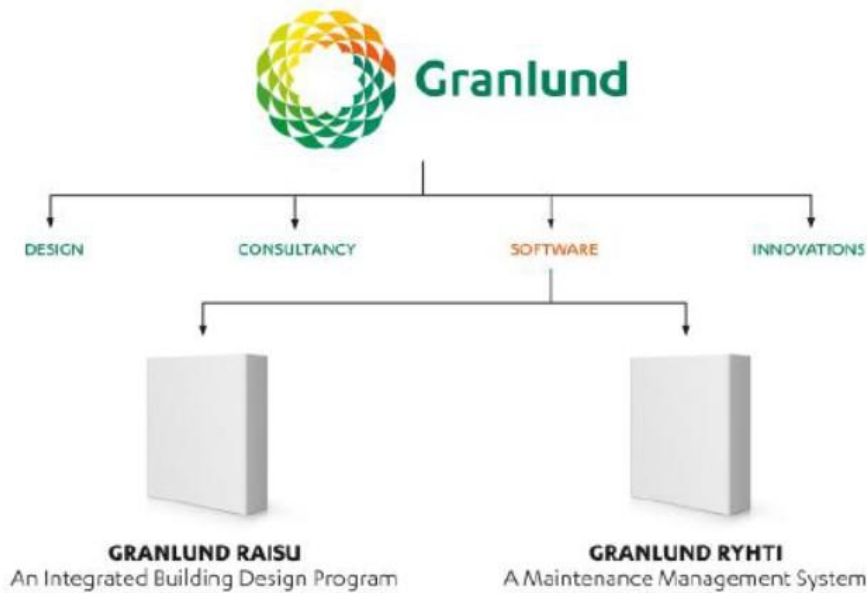 Granlund
DESIGN
CONSULTANCY
SOFTWARE
INNOVATIONS
GRANLUND RAISU
An Integrated Building Design Program
GRANLUND RYHTI
A Maintenance Management System